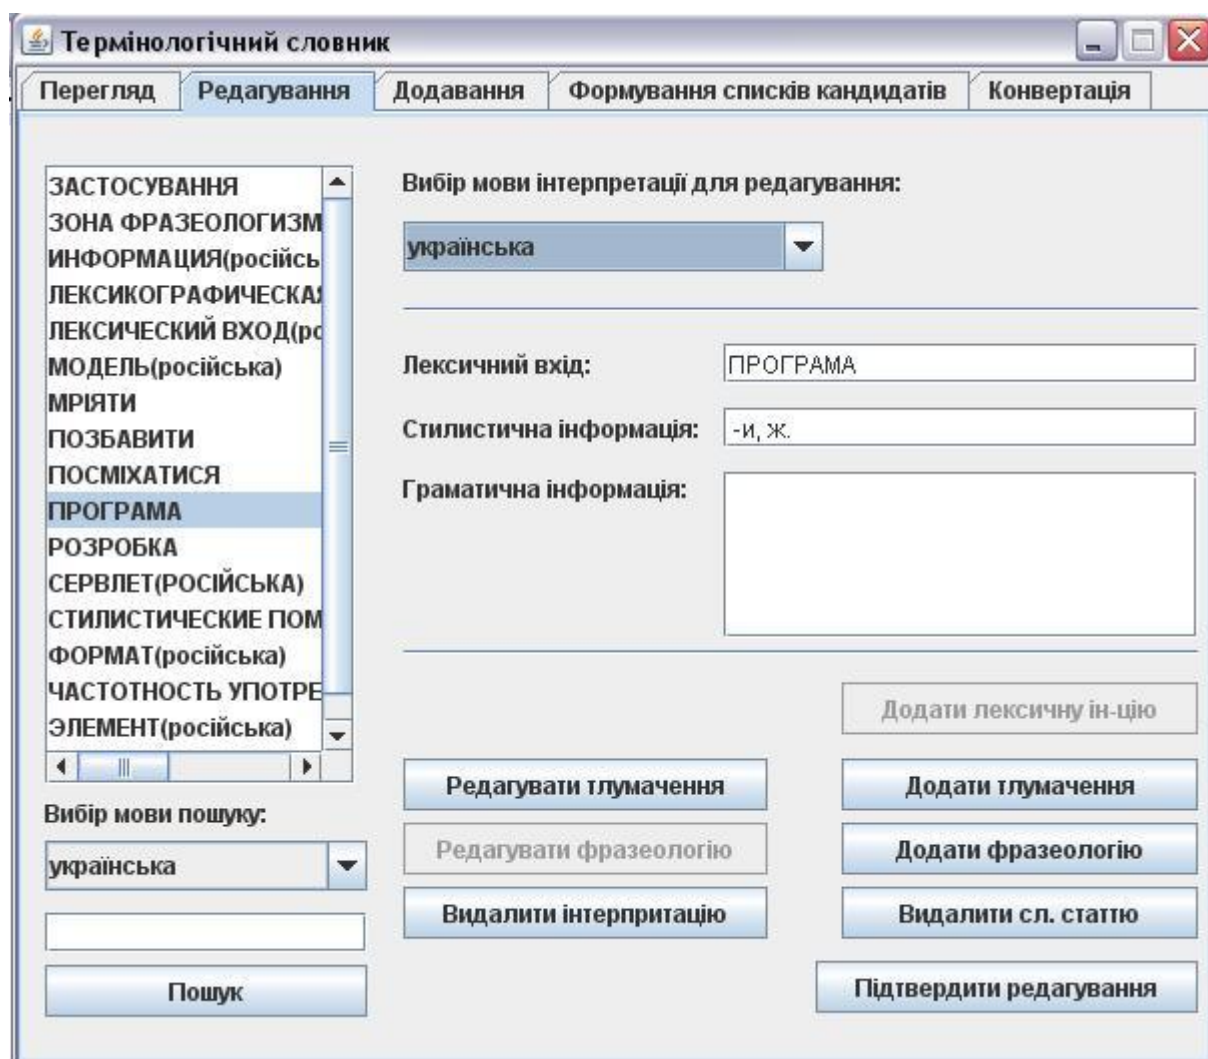 Термінологічний словник
Перегляд Редагування Додавання Формування списків кандидатів Конвертація
ЗАСТОСУВАННЯ
ЗОНА ФРАЗЕОЛОГИЗМ
ИНФОРМАЦИЯ(російсь
ЛЕКСИКОГРАФИЧЕСКАЯ
ЛЕКСИЧЕСКИЙ ВХОД(ро
МОДЕЛЬ(російська)
МРІЯТИ
ПОЗБАВИТИ
ПОСМІХАТИСЯ
ПРОГРАМА
РОЗРОБКА
СЕРВЛЕТ(РОСІЙСЬКА)
СТИЛИСТИЧЕСКИЕ ПОМ
ФОРМАТ(російська)
ЧАСТОТНОСТЬ УПОТРЕ
ЭЛЕМЕНТ(російська)
Вибір мови пошуку:
українська
Пошук
Вибір мови інтерпретації для редагування:
українська
Лексичний вхід: ПРОГРАМА
Стилистична інформація: -и, ж.
Граматична інформація:
Додати лексичну ін-цію
Редагувати тлумачення Додати тлумачення
Редагувати фразеологію Додати фразеологію
Видалити інтерпритацію Видалити сл. статтю
Підтвердити редагування